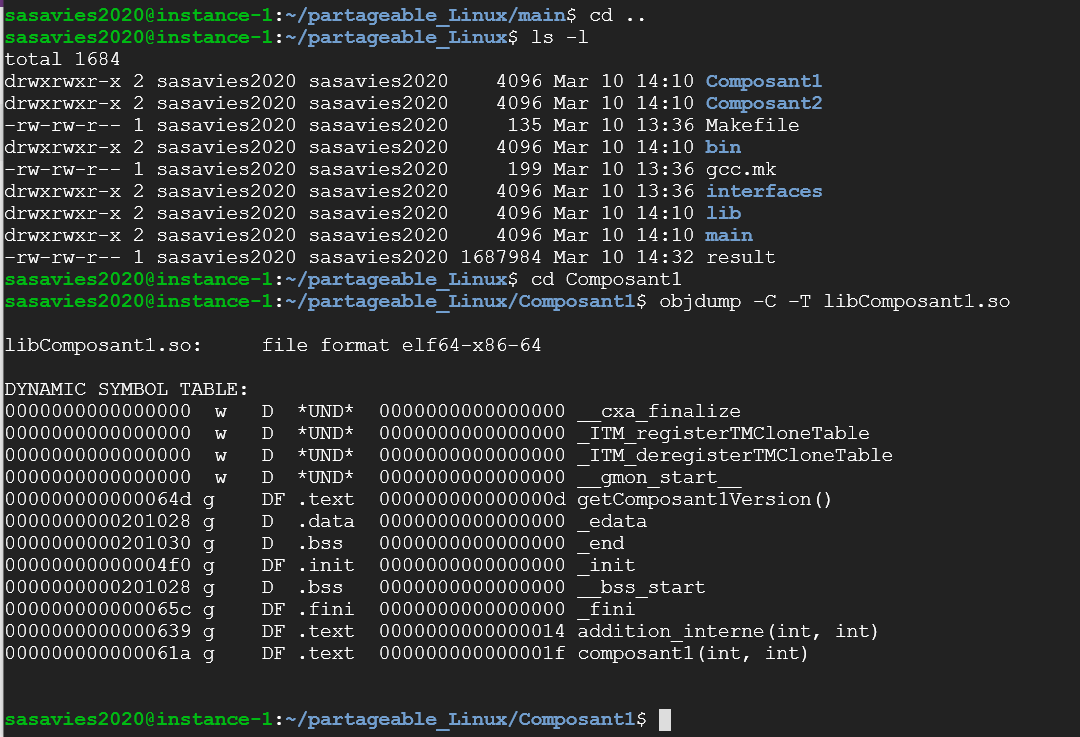 sasavies2020@instance-1:~/partageable_Linux/main$ cd ..
sasavies2020@instance-1:~/partageable_Linux$ ls -l
total 1684
drwxrwxr-x 2 sasavies2020 sasavies2020    4096 Mar 10 14:10 Composant1
drwxrwxr-x 2 sasavies2020 sasavies2020    4096 Mar 10 14:10 Composant2
-rw-rw-r-- 1 sasavies2020 sasavies2020     135 Mar 10 13:36 Makefile
drwxrwxr-x 2 sasavies2020 sasavies2020    4096 Mar 10 14:10 bin
-rw-rw-r-- 1 sasavies2020 sasavies2020     199 Mar 10 13:36 gcc.mk
drwxrwxr-x 2 sasavies2020 sasavies2020    4096 Mar 10 13:36 interfaces
drwxrwxr-x 2 sasavies2020 sasavies2020    4096 Mar 10 14:10 lib
drwxrwxr-x 2 sasavies2020 sasavies2020    4096 Mar 10 14:10 main
-rw-rw-r-- 1 sasavies2020 sasavies2020 1687984 Mar 10 14:32 result
sasavies2020@instance-1:~/partageable_Linux$ cd Composant1
sasavies2020@instance-1:~/partageable_Linux/Composant1$ objdump -C -T libComposant1.so
libComposant1.so:     file format elf64-x86-64
DYNAMIC SYMBOL TABLE:
0000000000000000  w   D  *UND*  0000000000000000 __cxa_finalize
0000000000000000  w   D  *UND*  0000000000000000 _ITM_registerTMCloneTable
0000000000000000  w   D  *UND*  0000000000000000 _ITM_deregisterTMCloneTable
0000000000000000  w   D  *UND*  0000000000000000 __gmon_start__
000000000000064d g    DF .text  000000000000000d getComposant1Version()
0000000000201028 g    D  .data  0000000000000000 _edata
0000000000201030 g    D  .bss   0000000000000000 _end
00000000000004f0 g    DF .init  0000000000000000 _init
0000000000201028 g    D  .bss   0000000000000000 __bss_start
000000000000065c g    DF .fini  0000000000000000 _fini
0000000000000639 g    DF .text  0000000000000014 addition_interne(int, int)
000000000000061a g    DF .text  000000000000001f composant1(int, int)
sasavies2020@instance-1:~/partageable_Linux/Composant1$